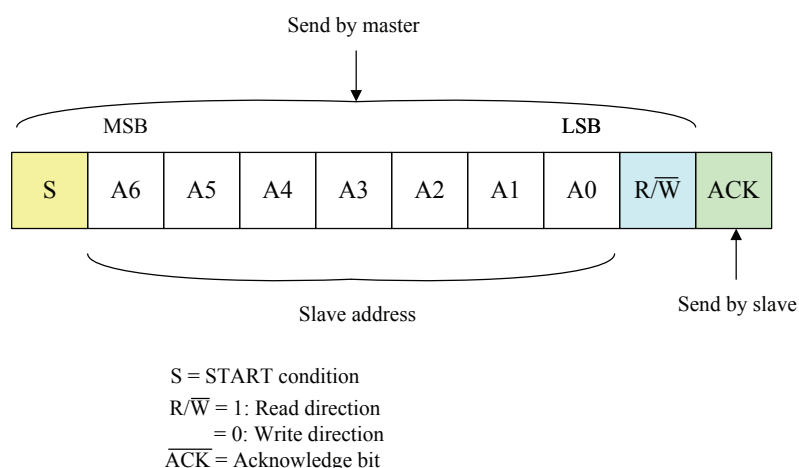 Send by master
MSB LSB
S A6 A5 A4 A3 A2 A1 A0 R/W̅ ACK
Slave address
Send by slave
S = START condition
R/W̅ = 1: Read direction
= 0: Write direction
A̅C̅K̅ = Acknowledge bit